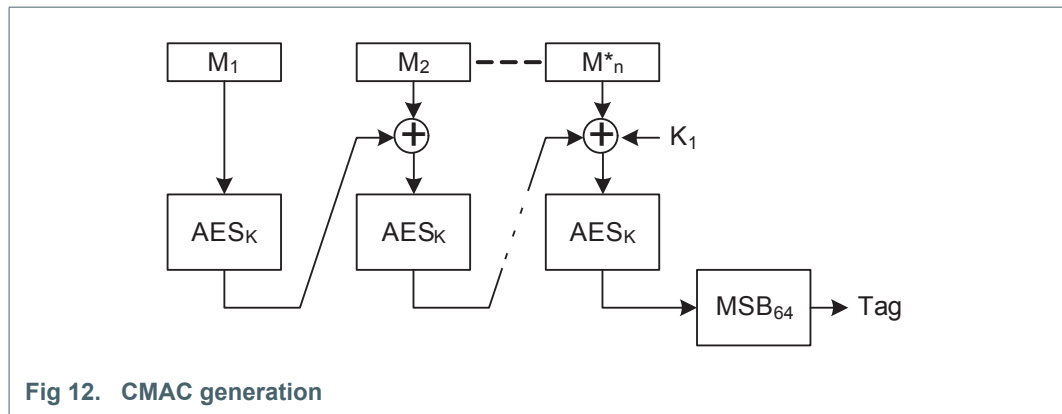 M1 M2 M*n
K1
AESK AESK AESK
MSB64 Tag
Fig 12. CMAC generation